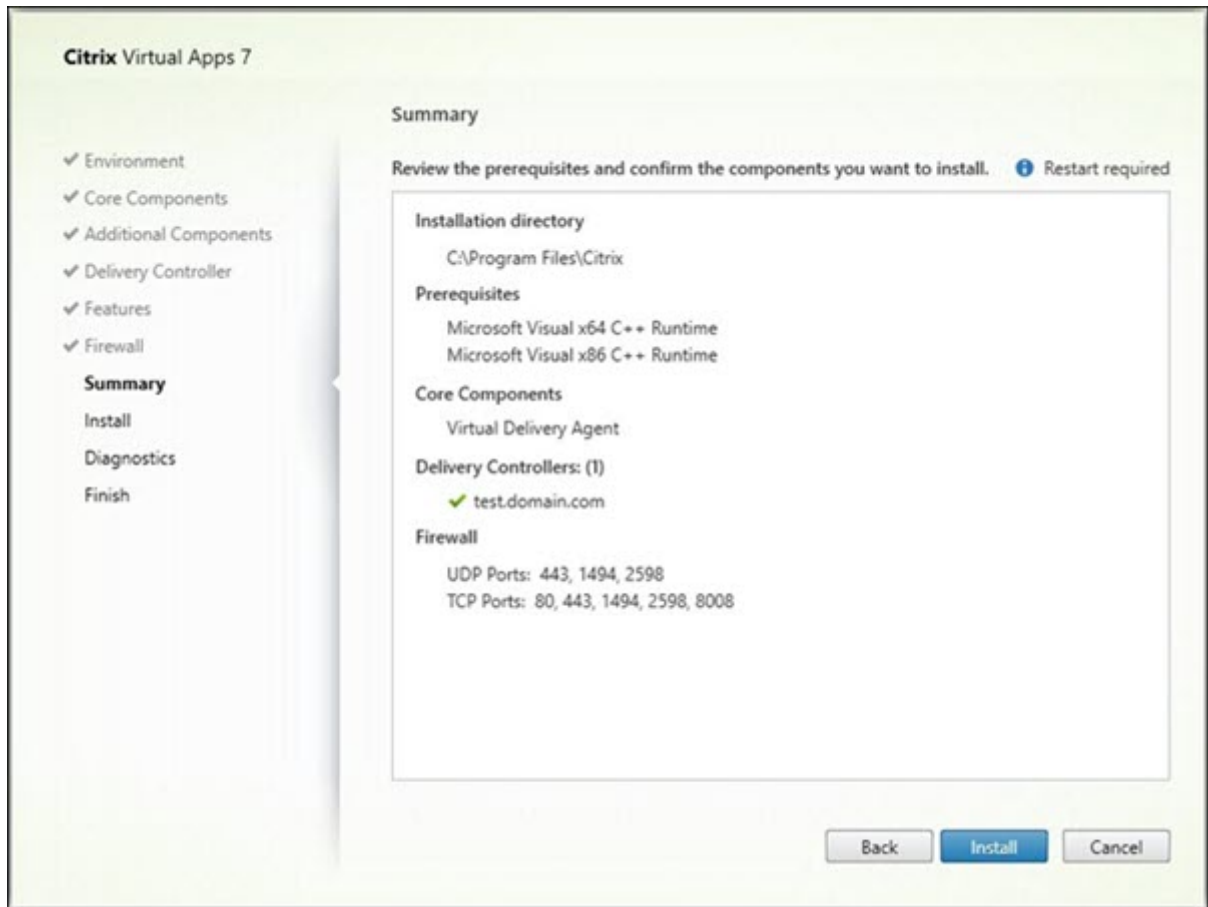 Citrix Virtual Apps 7
✔ Environment
✔ Core Components
✔ Additional Components
✔ Delivery Controller
✔ Features
✔ Firewall
Summary
Install
Diagnostics
Finish
Summary
Review the prerequisites and confirm the components you want to install. Restart required
Installation directory
C:\Program Files\Citrix
Prerequisites
Microsoft Visual x64 C++ Runtime
Microsoft Visual x86 C++ Runtime
Core Components
Virtual Delivery Agent
Delivery Controllers: (1)
✔ test.domain.com
Firewall
UDP Ports: 443, 1494, 2598
TCP Ports: 80, 443, 1494, 2598, 8008
Back Install Cancel